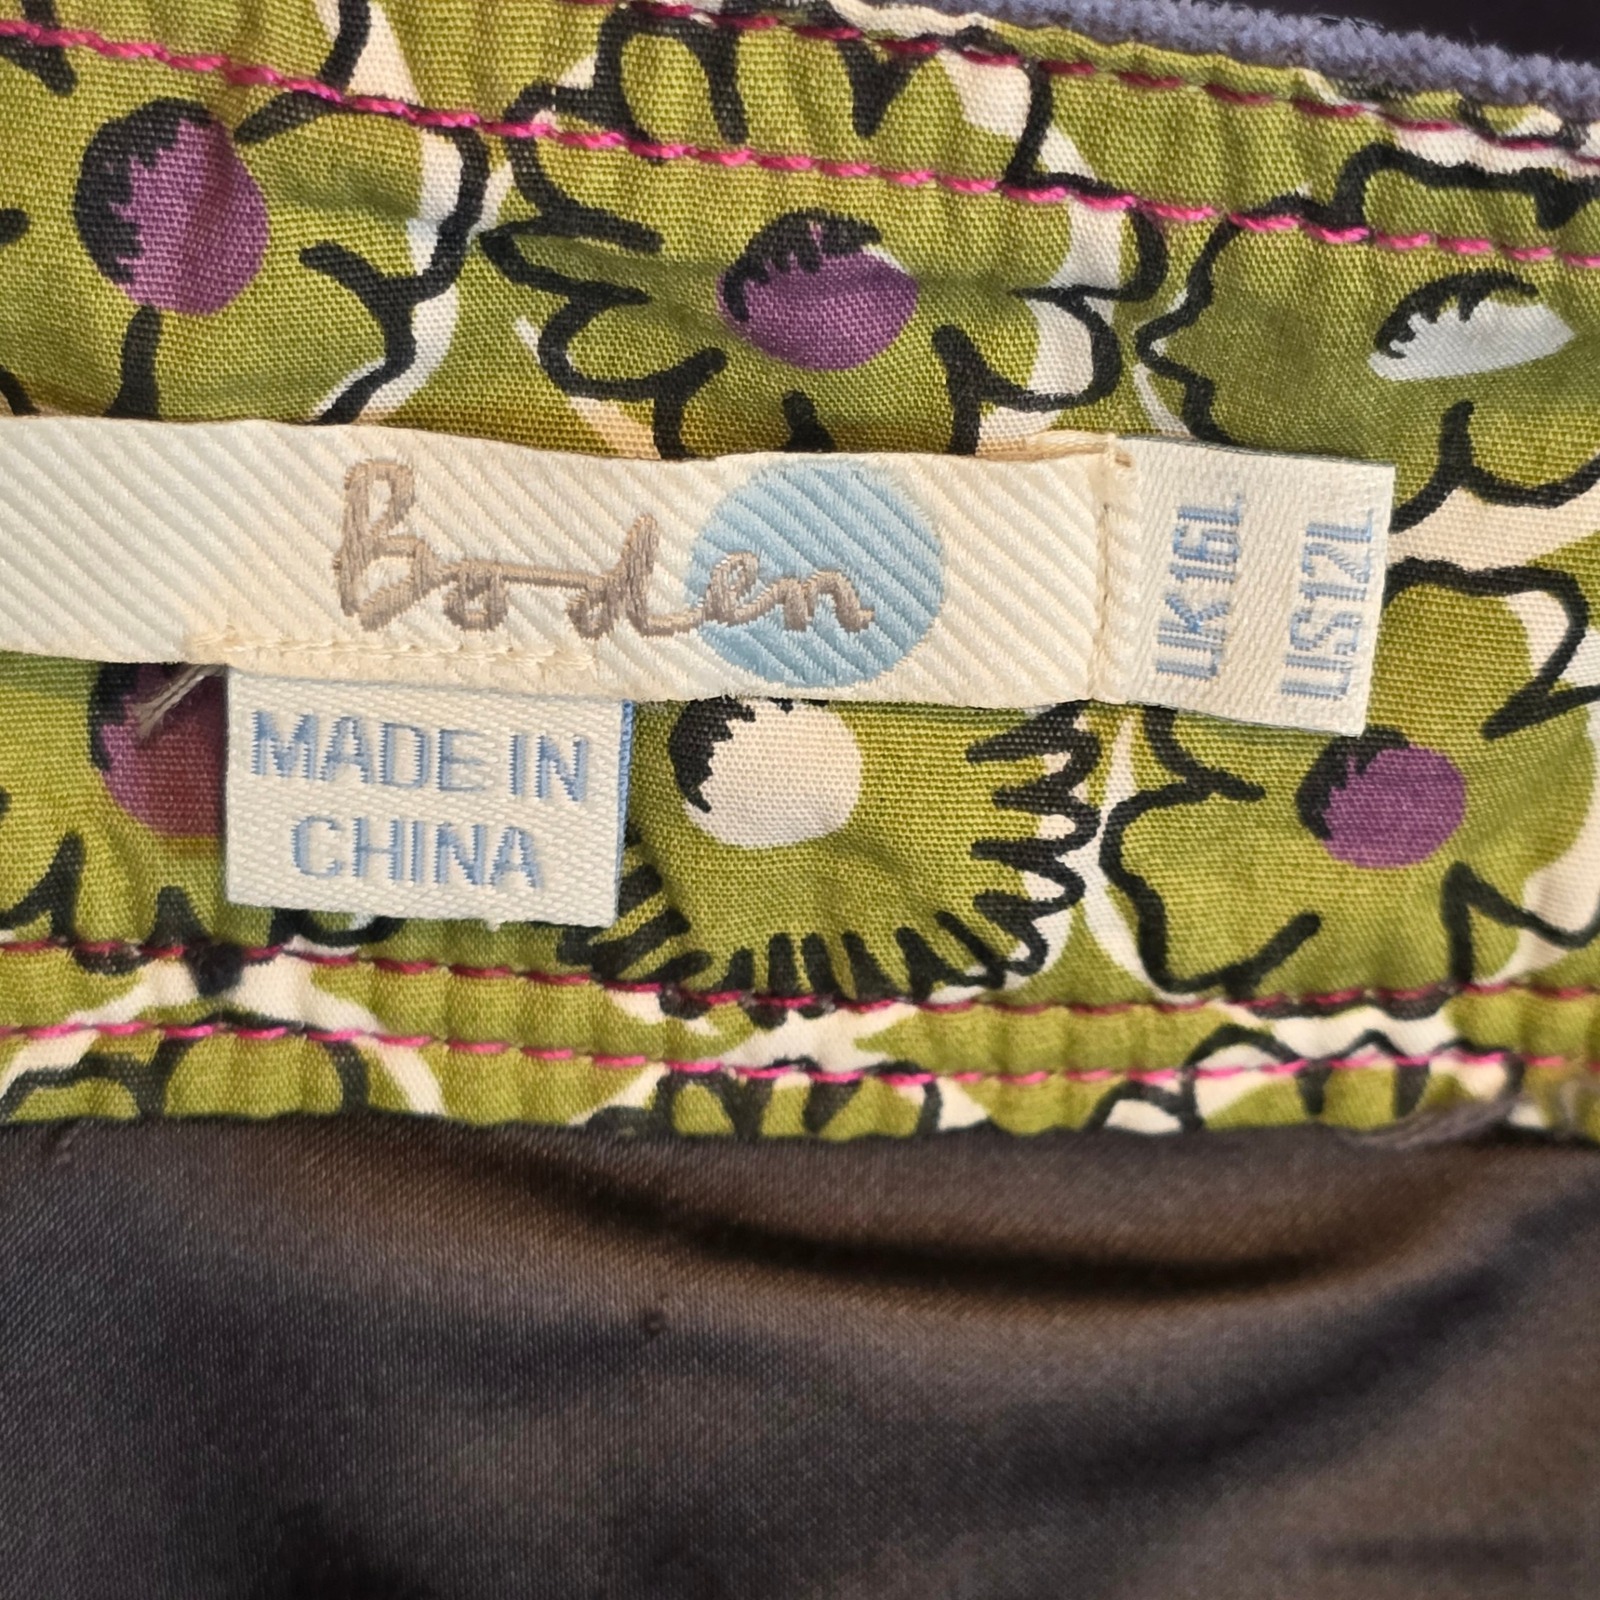 Boden
UK16L
US12L
MADE IN
CHINA